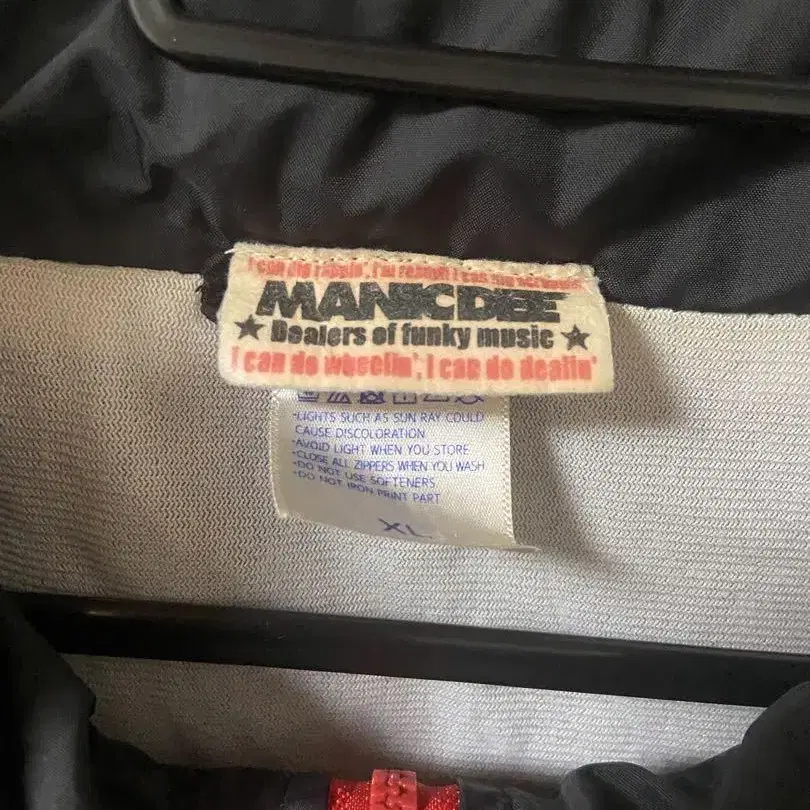 MANIC DEE
★ Dealers of funky music ★
I can do wheelin', I can do dealin'
-LIGHTS SUCH AS SUN RAY COULD
CAUSE DISCOLORATION
-AVOID LIGHT WHEN YOU STORE
-CLOSE ALL ZIPPERS WHEN YOU WASH
-DO NOT USE SOFTENERS
-DO NOT IRON PRINT PART
XL